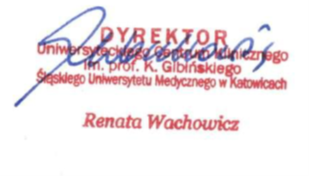 DYREKTOR
Uniwersyteckiego Centrum Klinicznego
im. prof. K. Gibińskiego
Śląskiego Uniwersytetu Medycznego w Katowicach
Renata Wachowicz